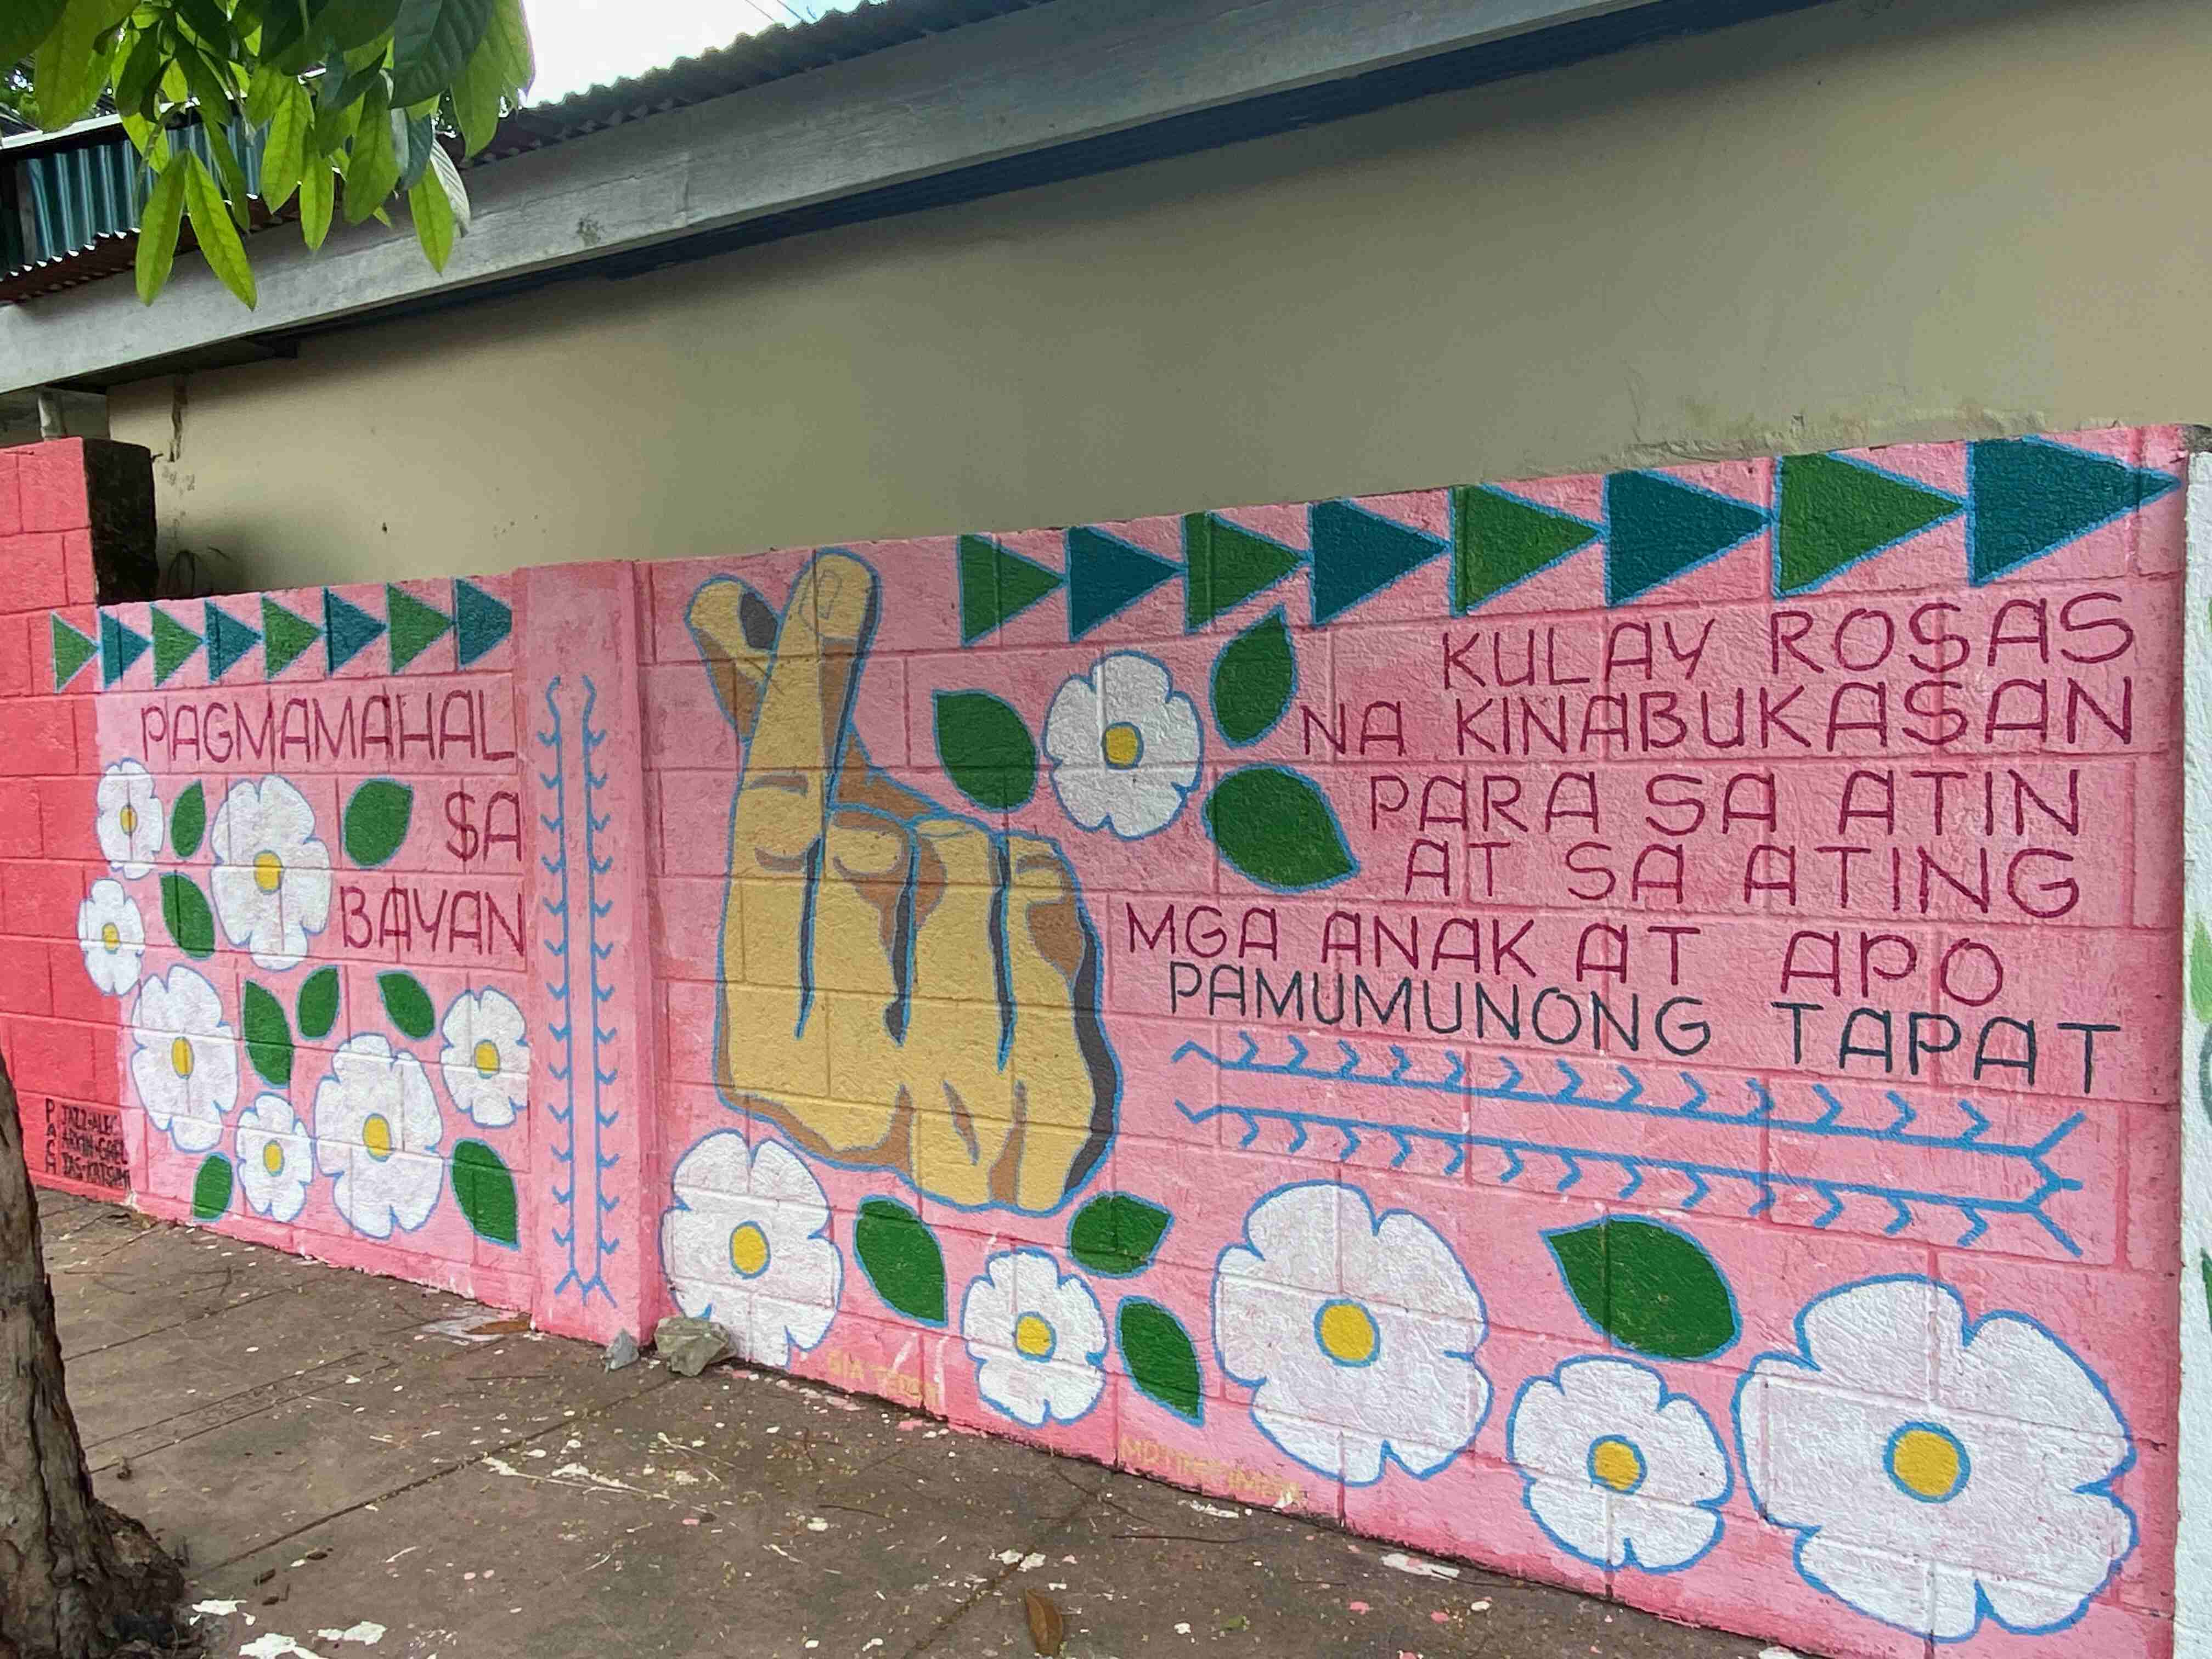 PAGMAMAHAL
SA
BAYAN
KULAY ROSAS
NA KINABUKASAN
PARA SA ATIN
AT SA ATING
MGA ANAK AT APO
PAMUMUNONG TAPAT